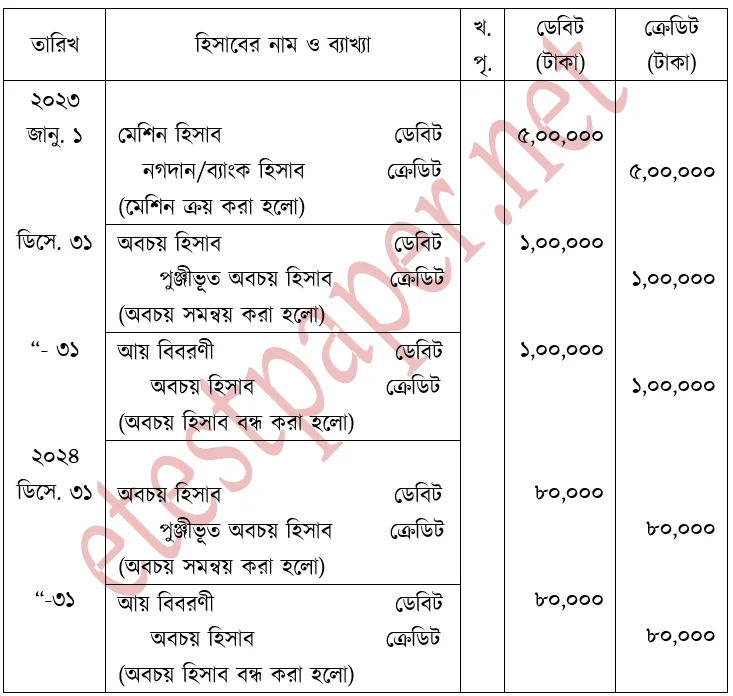 তারিখ হিসাবের নাম ও ব্যাখ্যা খ. পৃ. ডেবিট (টাকা) ক্রেডিট (টাকা)
২০২৩
জানু. ১ মেশিন হিসাব ডেবিট ৫,০০,০০০
নগদান/ব্যাংক হিসাব ক্রেডিট ৫,০০,০০০
(মেশিন ক্রয় করা হলো)
ডিসে. ৩১ অবচয় হিসাব ডেবিট ১,০০,০০০
পুঞ্জীভূত অবচয় হিসাব ক্রেডিট ১,০০,০০০
(অবচয় সমন্বয় করা হলো)
“- ৩১ আয় বিবরণী ডেবিট ১,০০,০০০
অবচয় হিসাব ক্রেডিট ১,০০,০০০
(অবচয় হিসাব বন্ধ করা হলো)
২০২৪
ডিসে. ৩১ অবচয় হিসাব ডেবিট ৮০,০০০
পুঞ্জীভূত অবচয় হিসাব ক্রেডিট ৮০,০০০
(অবচয় সমন্বয় করা হলো)
“-৩১ আয় বিবরণী ডেবিট ৮০,০০০
অবচয় হিসাব ক্রেডিট ৮০,০০০
(অবচয় হিসাব বন্ধ করা হলো)
etestpaper.net